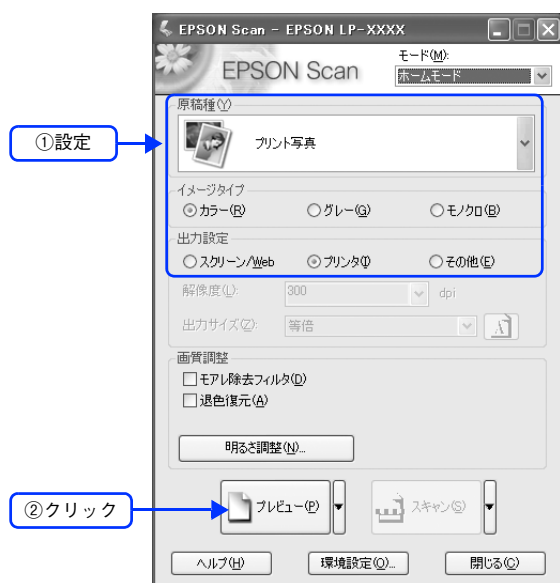 EPSON Scan - EPSON LP-XXXX
EPSON Scan
モード(M):
ホームモード
原稿種(Y)
①設定
プリント写真
イメージタイプ
カラー(R) グレー(G) モノクロ(B)
出力設定
スクリーン/Web プリンタ(I) その他(E)
解像度(L): 300 dpi
出力サイズ(Z): 等倍
画質調整
モアレ除去フィルタ(D)
退色復元(A)
明るさ調整(N)...
②クリック
プレビュー(P) スキャン(S)
ヘルプ(H) 環境設定(O)... 閉じる(C)